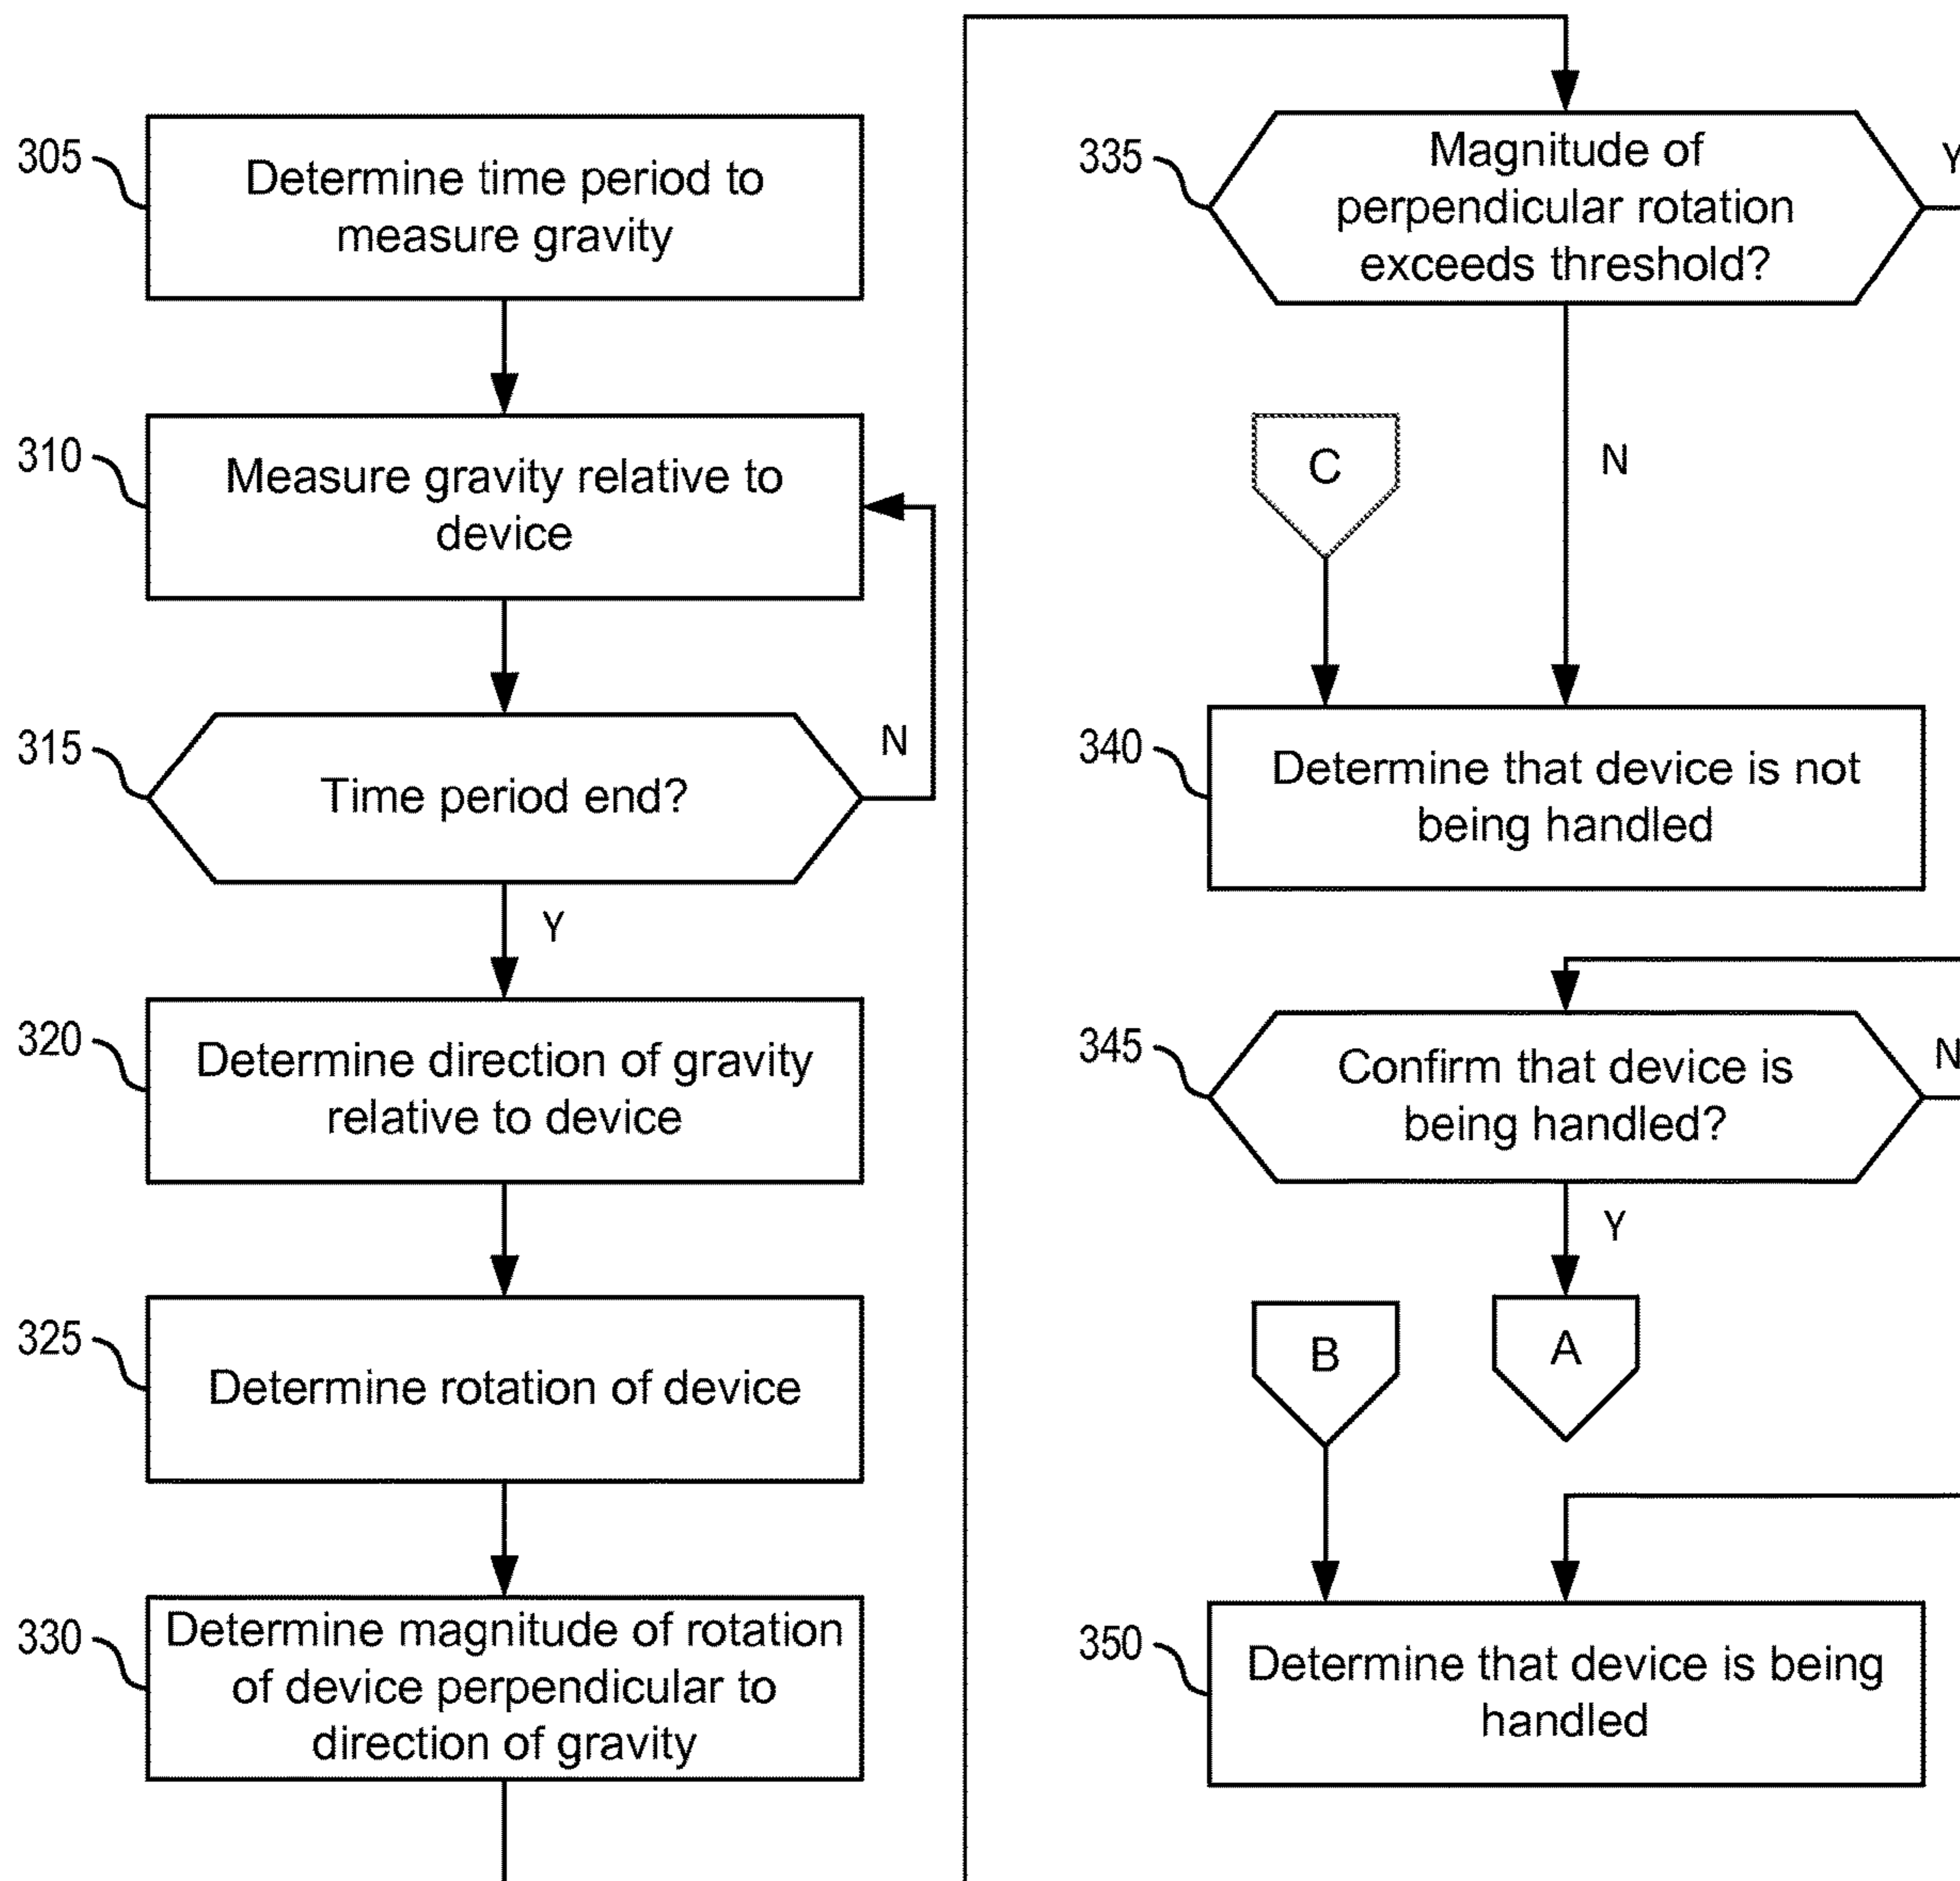 305
Determine time period to
measure gravity
310
Measure gravity relative to
device
315
Time period end?
N
Y
320
Determine direction of gravity
relative to device
325
Determine rotation of device
330
Determine magnitude of rotation
of device perpendicular to
direction of gravity
335
Magnitude of
perpendicular rotation
exceeds threshold?
Y
N
C
340
Determine that device is not
being handled
345
Confirm that device is
being handled?
N
Y
B
A
350
Determine that device is being
handled